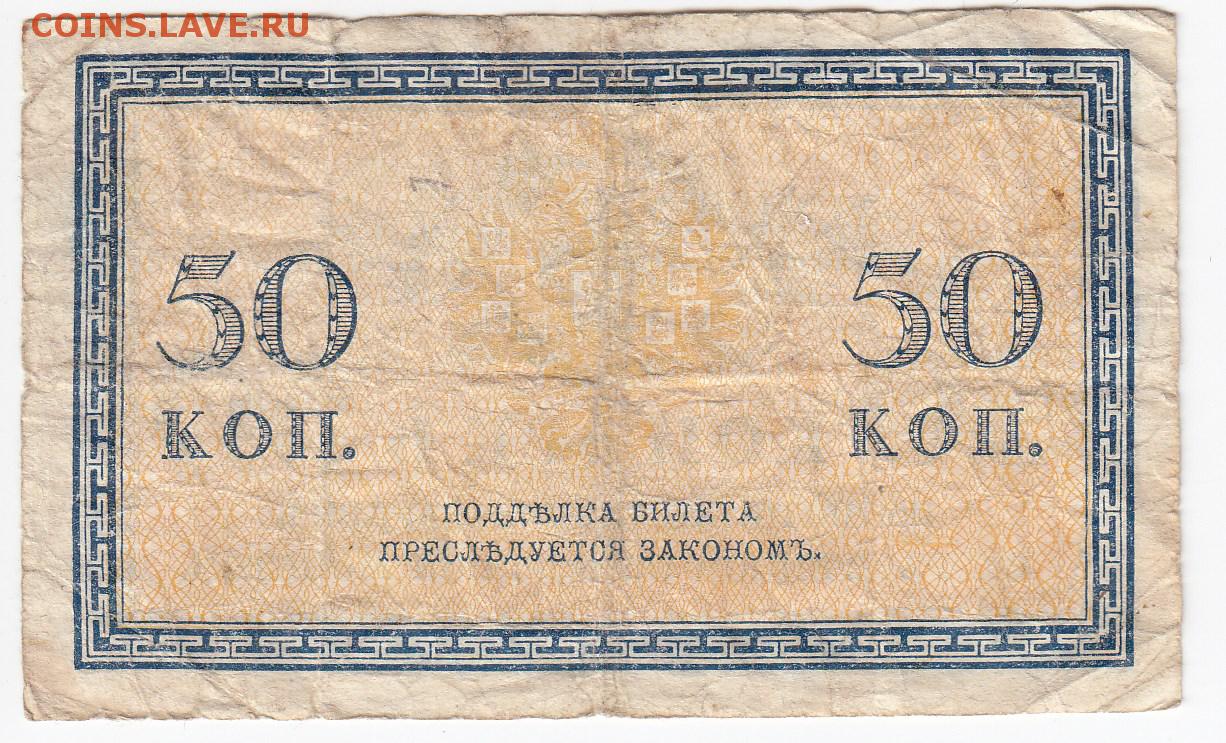 COINS.LAVE.RU
50 50
КОП. КОП.
ПОДДѢЛКА БИЛЕТА
ПРЕСЛѢДУЕТСЯ ЗАКОНОМЪ.